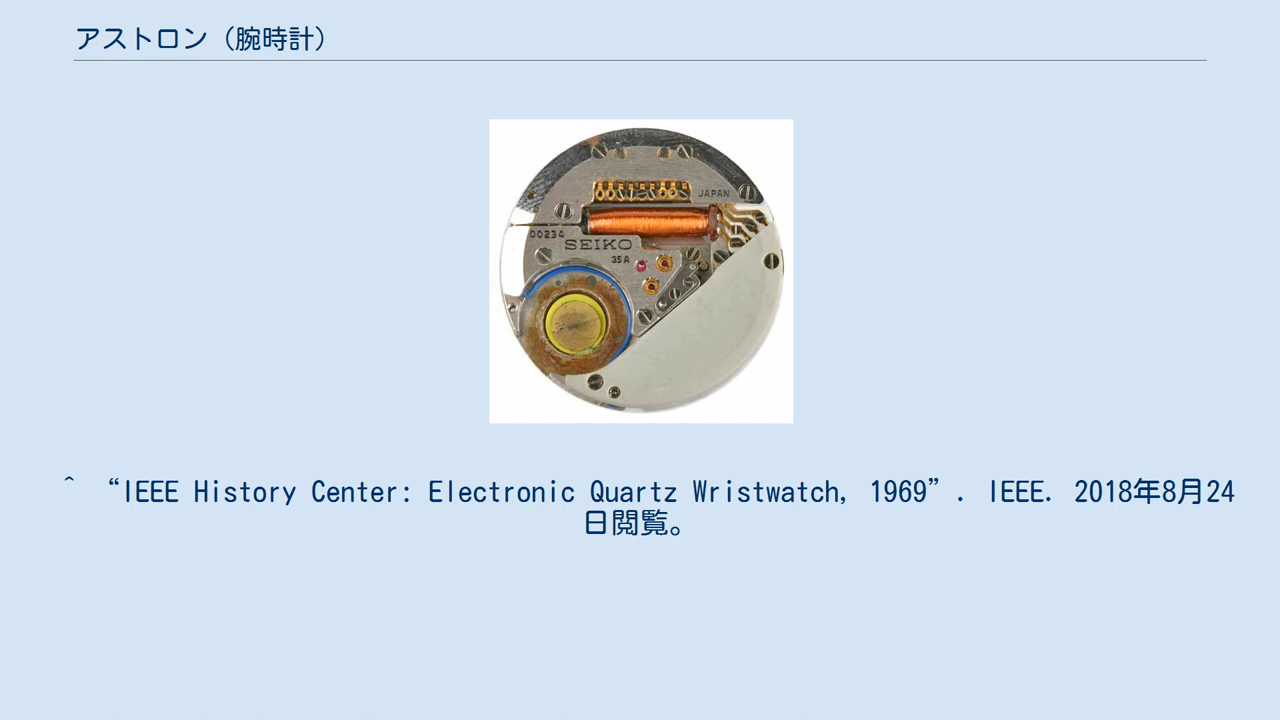 アストロン（腕時計）
JAPAN
00234
SEIKO
35A
^ “IEEE History Center: Electronic Quartz Wristwatch, 1969”. IEEE. 2018年8月24
日閲覧。